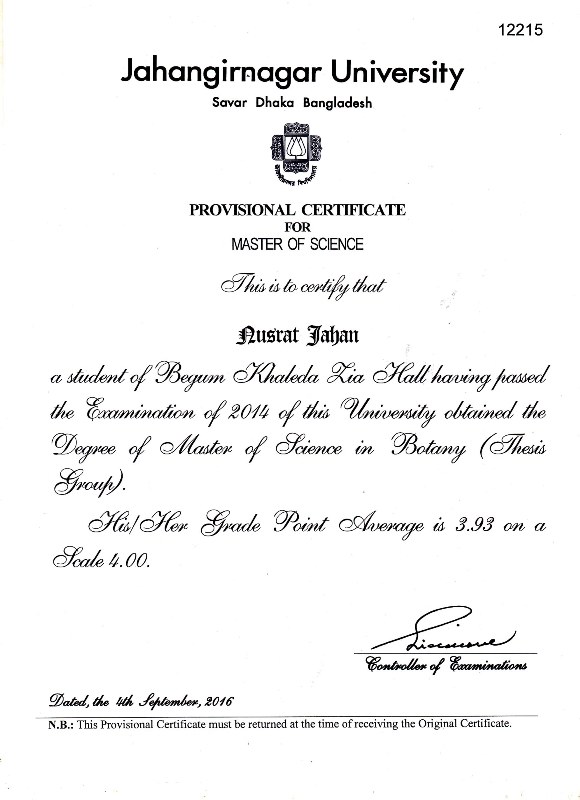 12215
Jahangirnagar University
Savar Dhaka Bangladesh
PROVISIONAL CERTIFICATE
FOR
MASTER OF SCIENCE
This is to certify that
Nusrat Jahan
a student of Begum Khaleda Zia Hall having passed
the Examination of 2014 of this University obtained the
Degree of Master of Science in Botany (Thesis
Group).
His/Her Grade Point Average is 3.93 on a
Scale 4.00.
Controller of Examinations
Dated, the 4th September, 2016
N.B.: This Provisional Certificate must be returned at the time of receiving the Original Certificate.